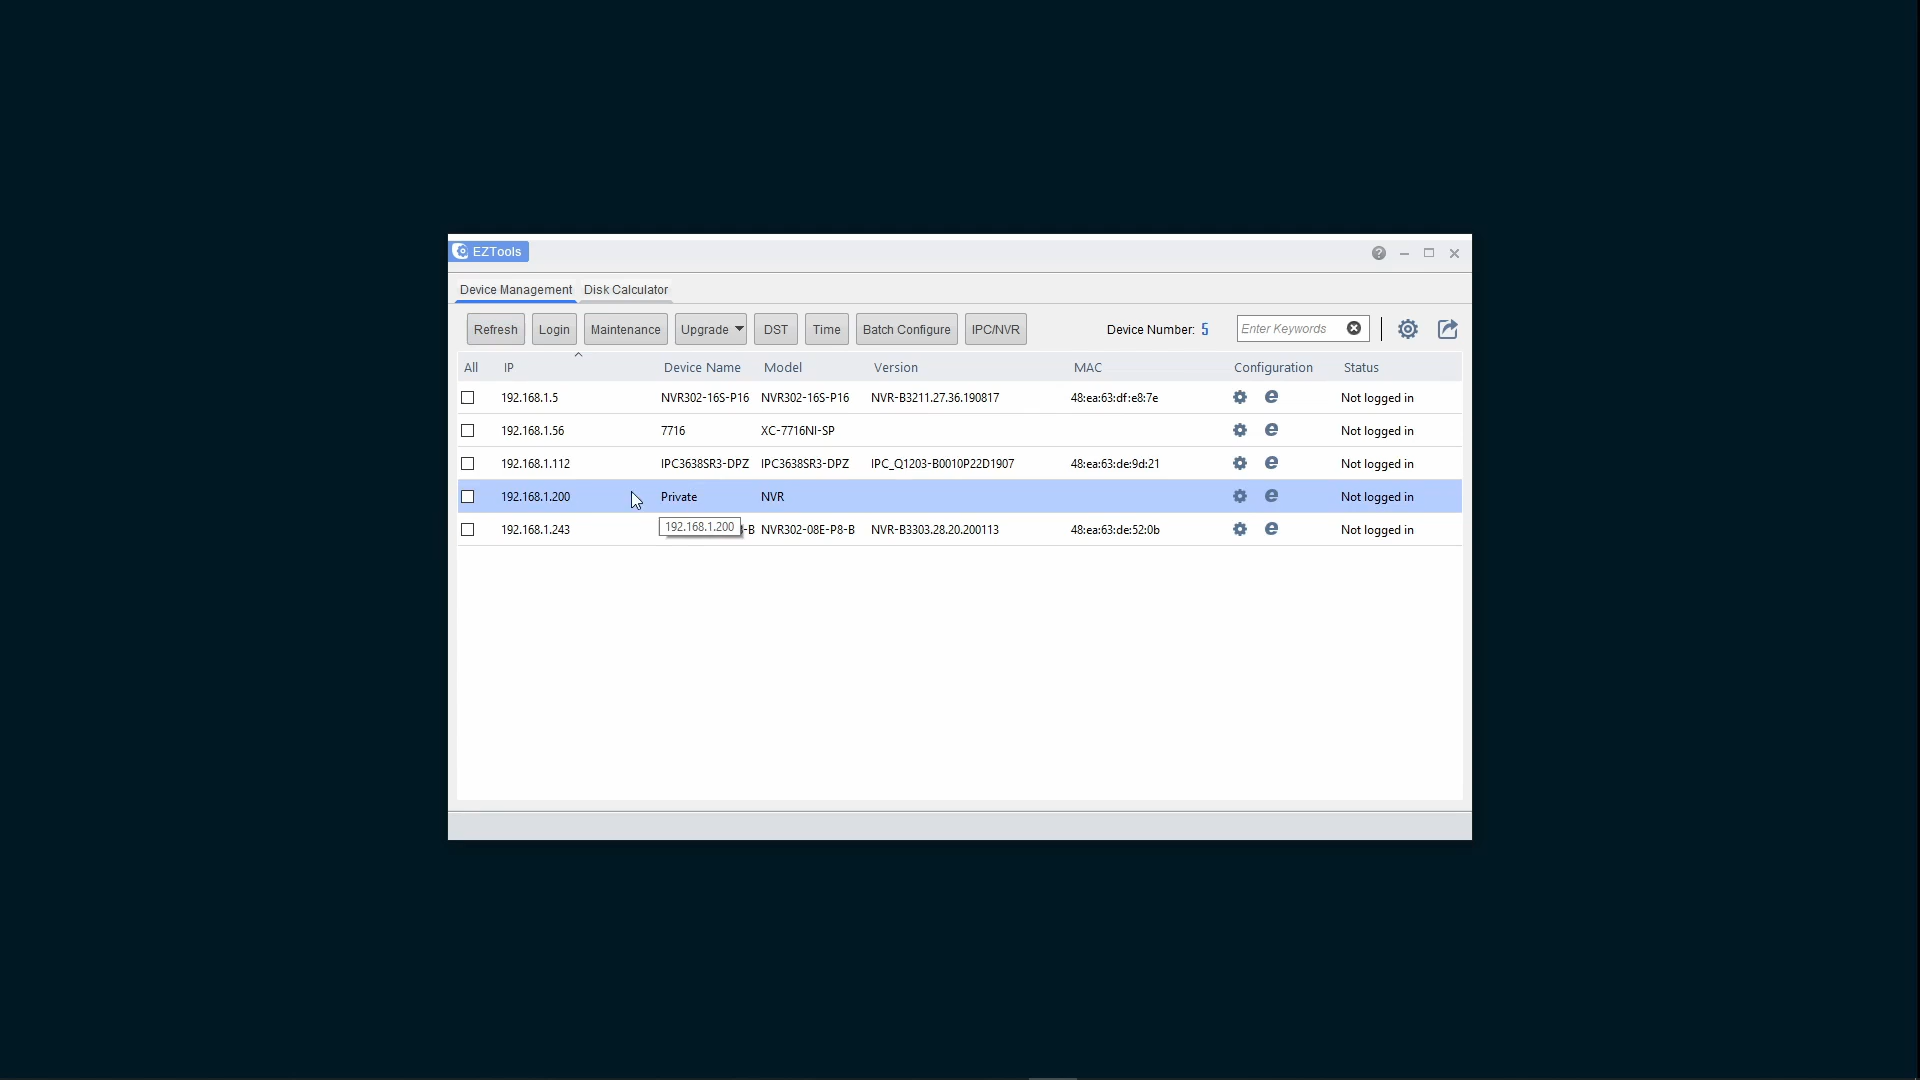 EZTools
Device Management Disk Calculator
Refresh Login Maintenance Upgrade DST Time Batch Configure IPC/NVR Device Number: 5 Enter Keywords
All IP Device Name Model Version MAC Configuration Status
192.168.1.5 NVR302-16S-P16 NVR302-16S-P16 NVR-B3211.27.36.190817 48:ea:63:df:e8:7e Not logged in
192.168.1.56 7716 XC-7716NI-SP Not logged in
192.168.1.112 IPC3638SR3-DPZ IPC3638SR3-DPZ IPC_Q1203-B0010P22D1907 48:ea:63:de:9d:21 Not logged in
192.168.1.200 Private NVR Not logged in
192.168.1.200
192.168.1.243 -B NVR302-08E-P8-B NVR-B3303.28.20.200113 48:ea:63:de:52:0b Not logged in